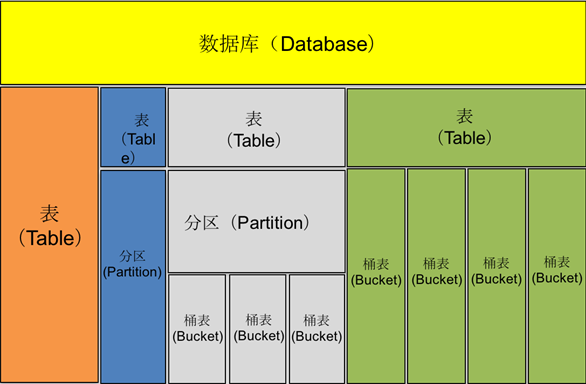 数据库（Database）
表
（Table）
表
（Tabl
e）
表
（Table）
表
（Table）
分区
(Partition)
分区（Partition）
桶表
(Bucket)
桶表
(Bucket)
桶表
(Bucket)
桶表
(Bucket)
桶表
(Bucket)
桶表
(Bucket)
桶表
(Bucket)